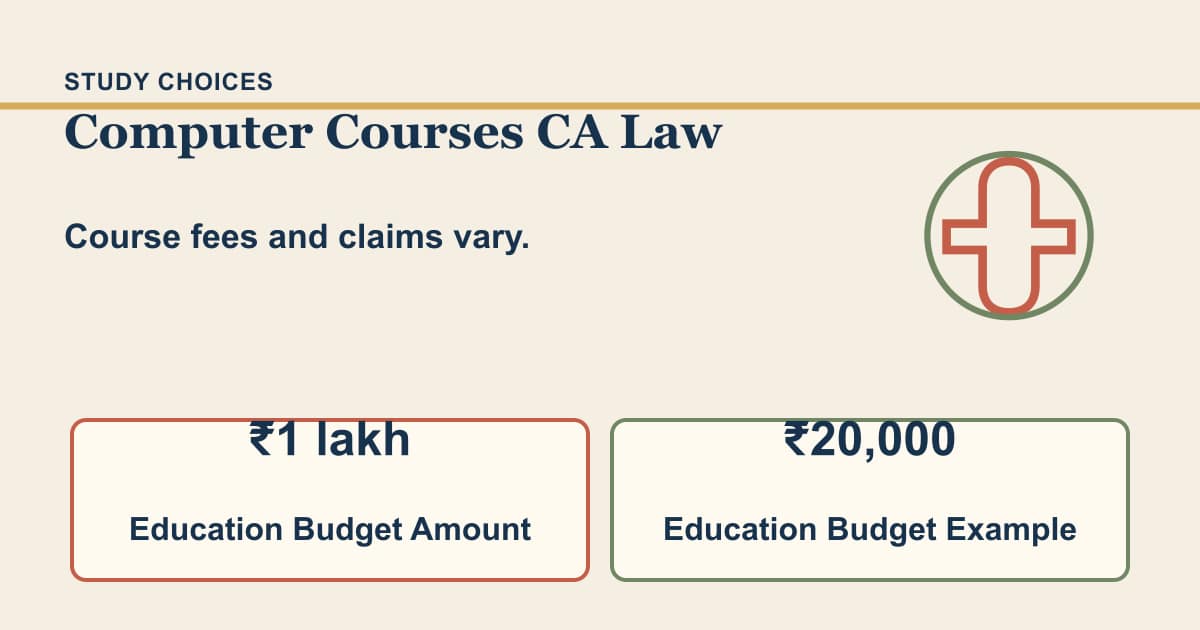 STUDY CHOICES
Computer Courses CA Law
Course fees and claims vary.
₹1 lakh
Education Budget Amount
₹20,000
Education Budget Example